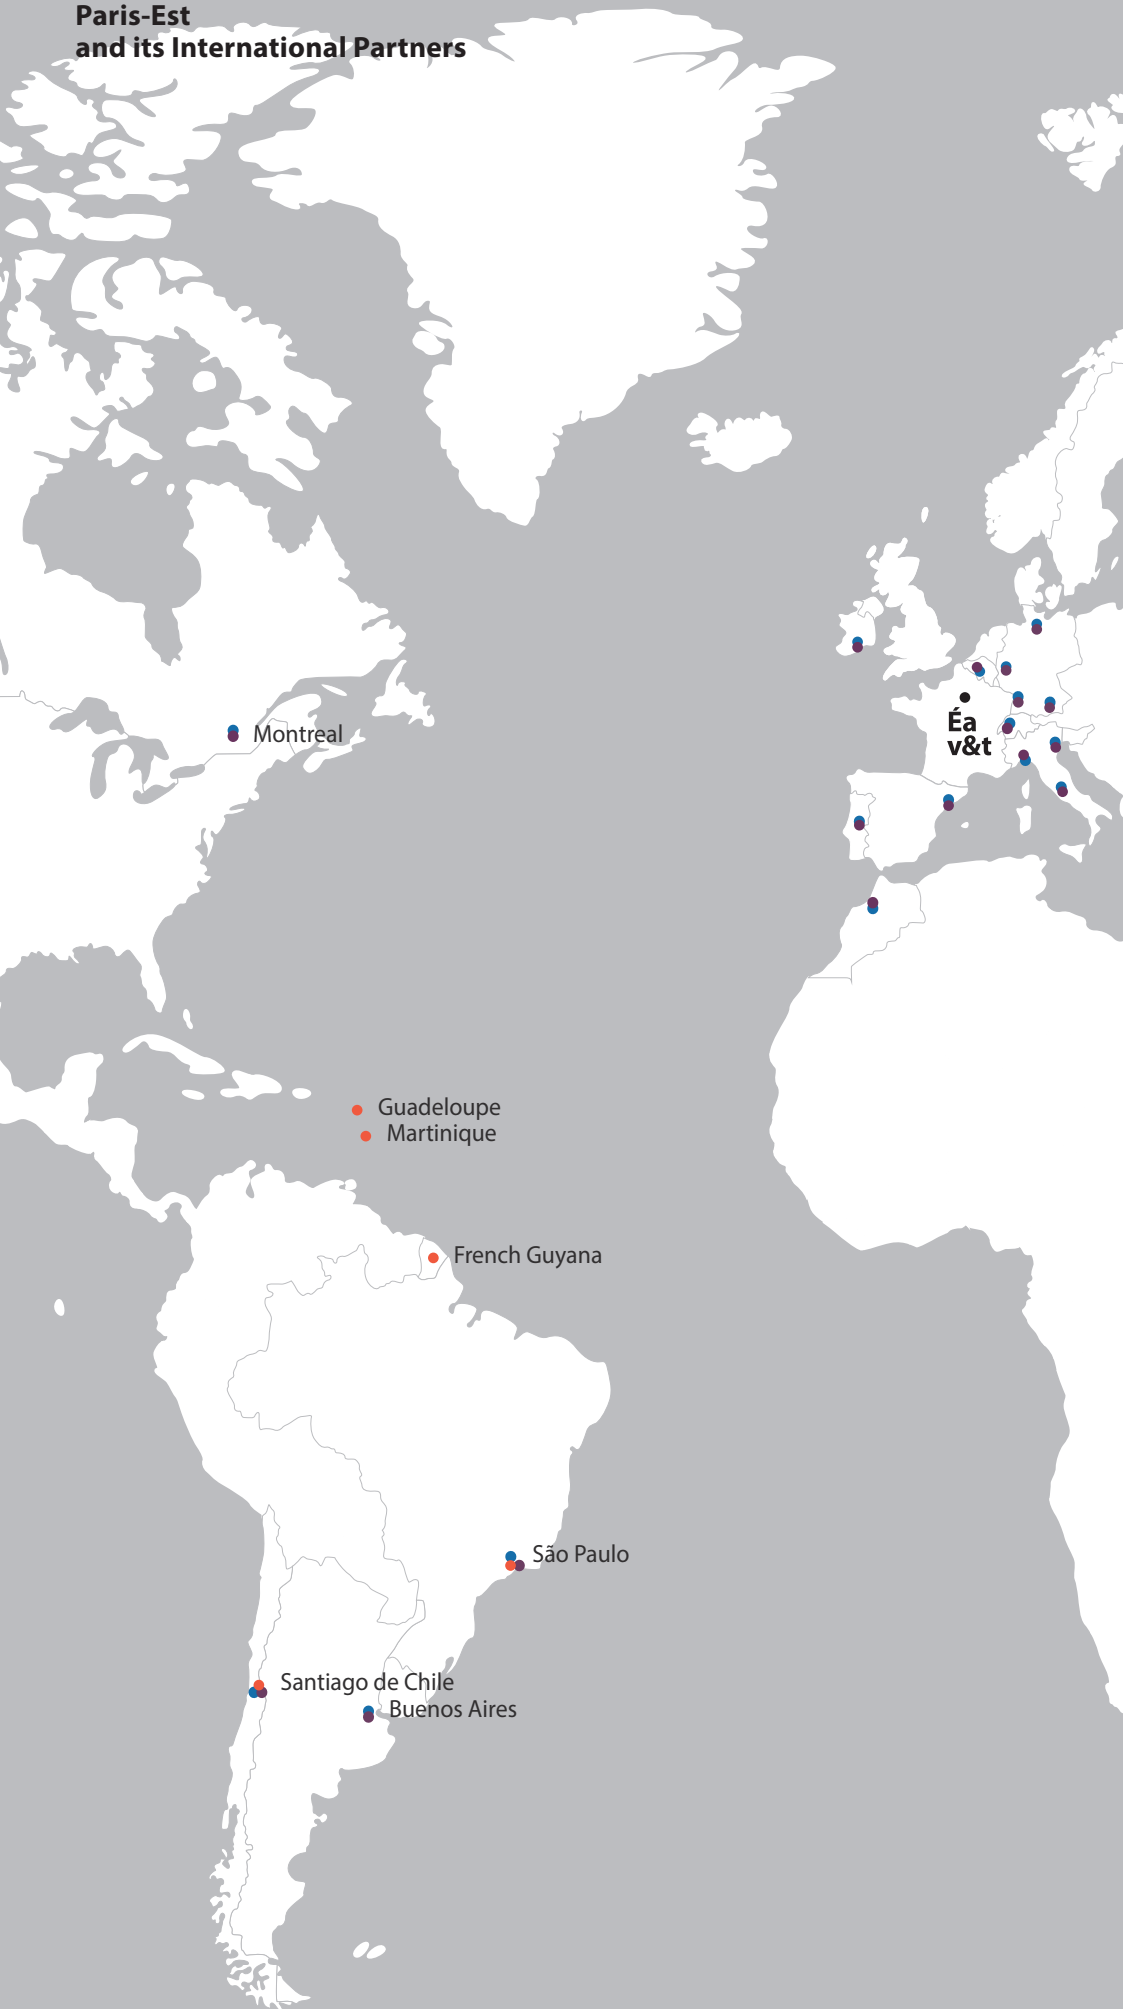 Paris-Est
and its International Partners
Éa
v&t
Montreal
Guadeloupe
Martinique
French Guyana
São Paulo
Santiago de Chile
Buenos Aires